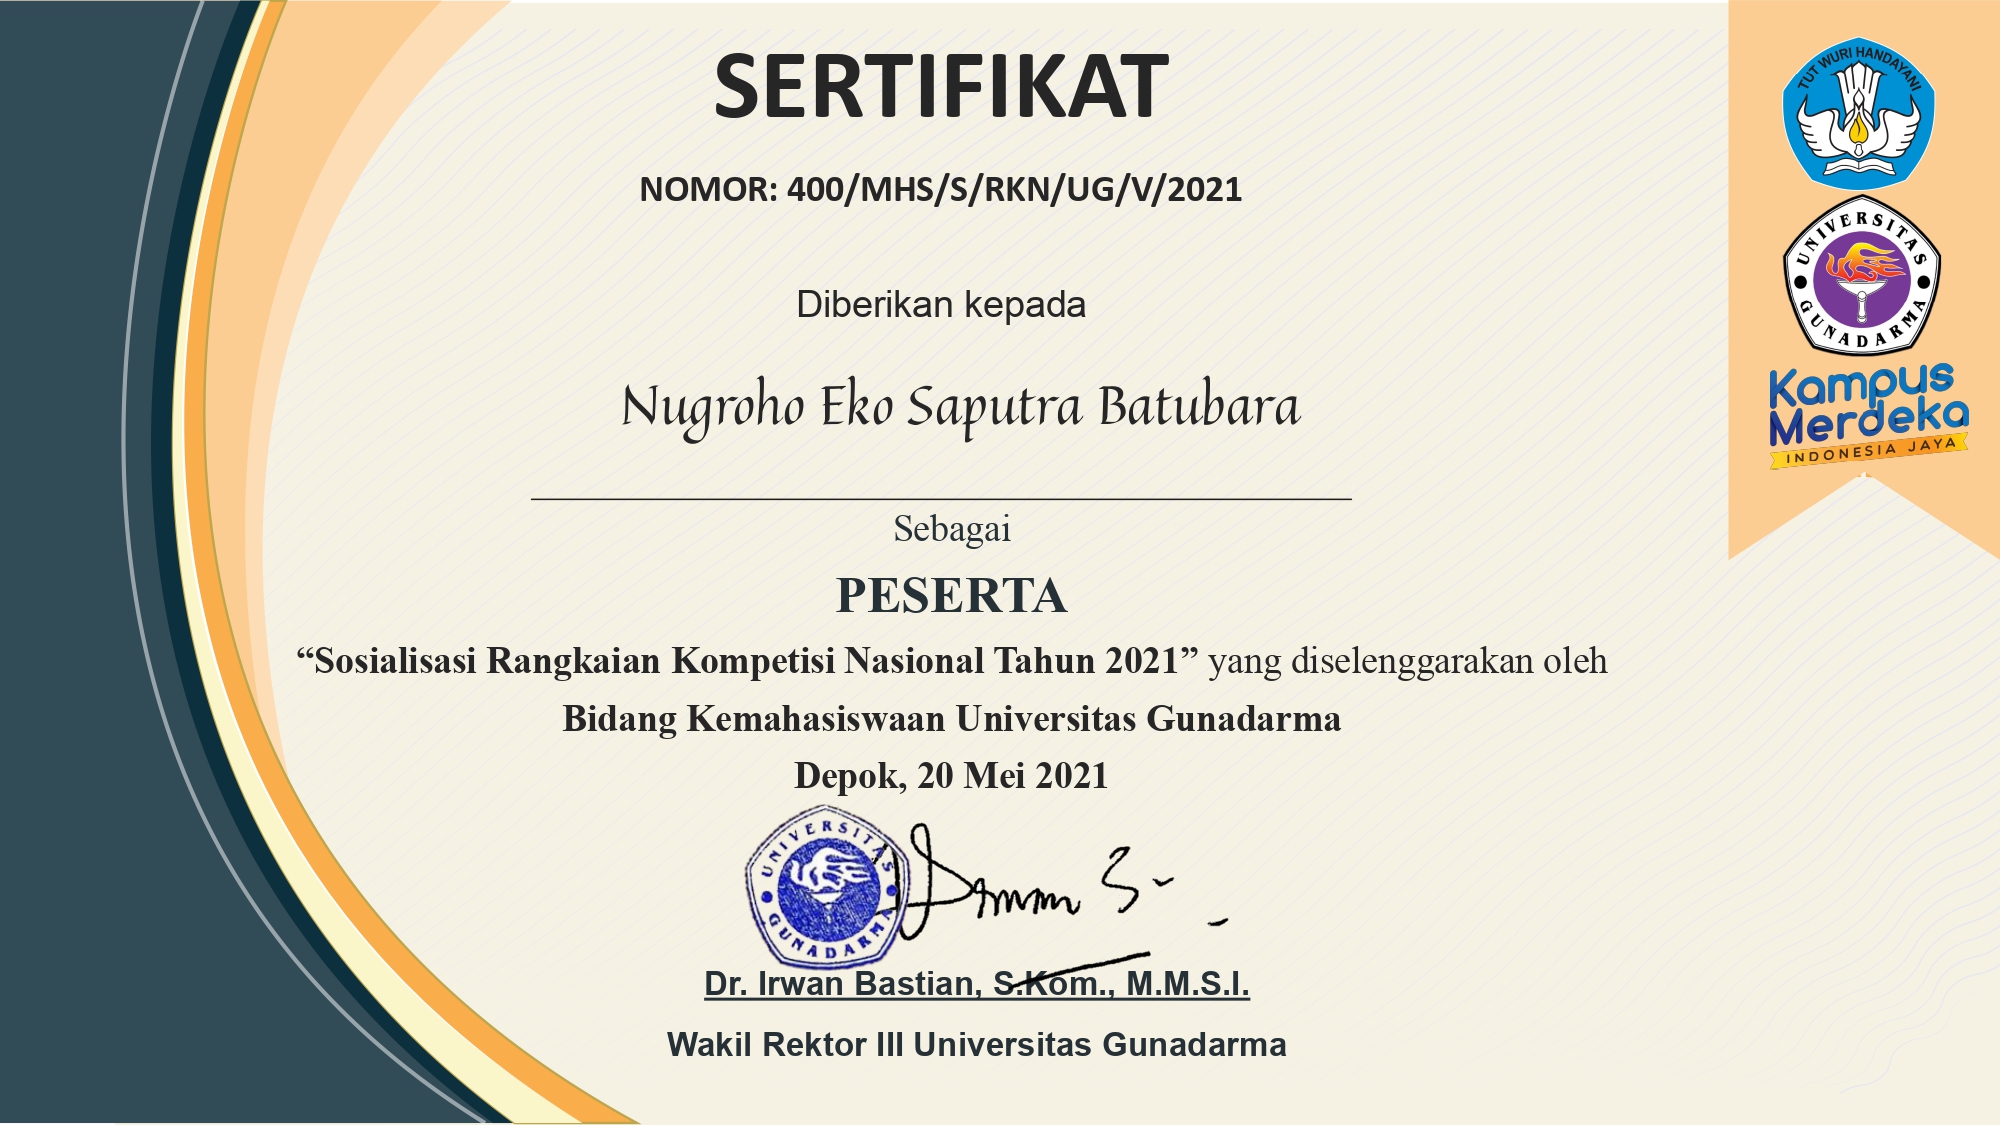 SERTIFIKAT
NOMOR: 400/MHS/S/RKN/UG/V/2021
Diberikan kepada
Nugroho Eko Saputra Batubara
Sebagai
PESERTA
“Sosialisasi Rangkaian Kompetisi Nasional Tahun 2021” yang diselenggarakan oleh
Bidang Kemahasiswaan Universitas Gunadarma
Depok, 20 Mei 2021
UNIVERSITAS
GUNADARMA
Dr. Irwan Bastian, S.Kom., M.M.S.I.
Wakil Rektor III Universitas Gunadarma
TUT WURI HANDAYANI
UNIVERSITAS
GUNADARMA
Kampus
Merdeka
INDONESIA JAYA